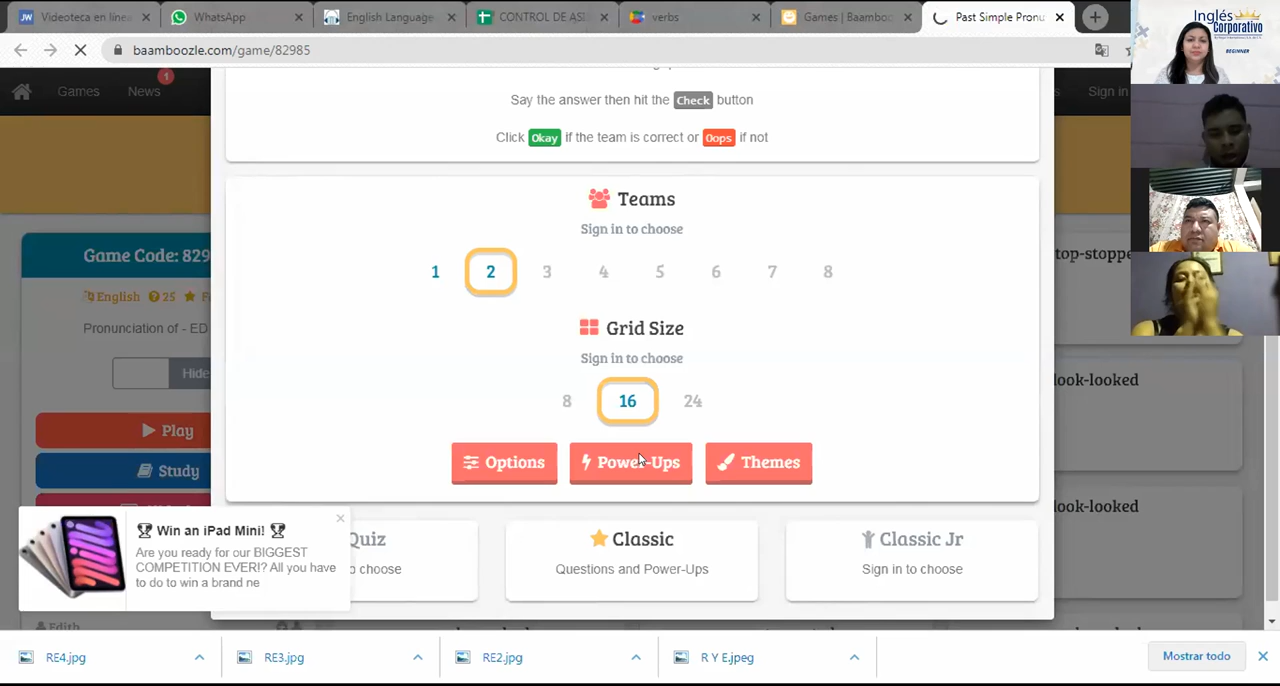 Videoteca en línea
WhatsApp
English Language
CONTROL DE ASI
verbs
Games | Baamboo
Past Simple Pronu
baamboozle.com/game/82985
Inglés
Corporativo
BEGINNER
Games
News
1
Sign in
Say the answer then hit the Check button
Click Okay if the team is correct or Oops if not
Teams
Sign in to choose
1 2 3 4 5 6 7 8
Grid Size
Sign in to choose
8 16 24
Options
Power-Ups
Themes
Game Code: 829
English 25
Pronunciation of - ED
Hide
Play
Study
top-stoppe
look-looked
look-looked
Quiz
o choose
Classic
Questions and Power-Ups
Classic Jr
Sign in to choose
Win an iPad Mini!
Are you ready for our BIGGEST
COMPETITION EVER!? All you have
to do to win a brand ne
Edith
RE4.jpg
RE3.jpg
RE2.jpg
R Y E.jpeg
Mostrar todo